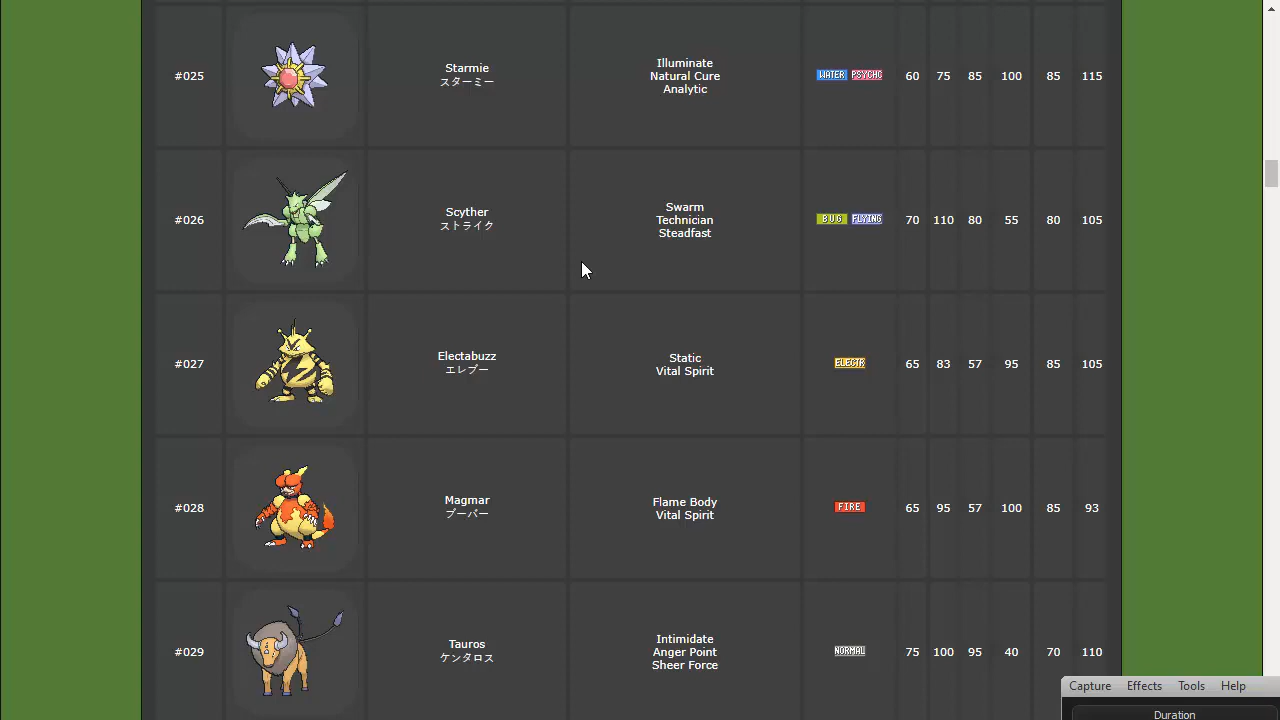 #025
Starmie
スターミー
Illuminate
Natural Cure
Analytic
WATER PSYCHC
60 75 85 100 85 115
#026
Scyther
ストライク
Swarm
Technician
Steadfast
BUG FLYING
70 110 80 55 80 105
#027
Electabuzz
エレブー
Static
Vital Spirit
ELECTR
65 83 57 95 85 105
#028
Magmar
ブーバー
Flame Body
Vital Spirit
FIRE
65 95 57 100 85 93
#029
Tauros
ケンタロス
Intimidate
Anger Point
Sheer Force
NORMAL
75 100 95 40 70 110
Capture Effects Tools Help
Duration